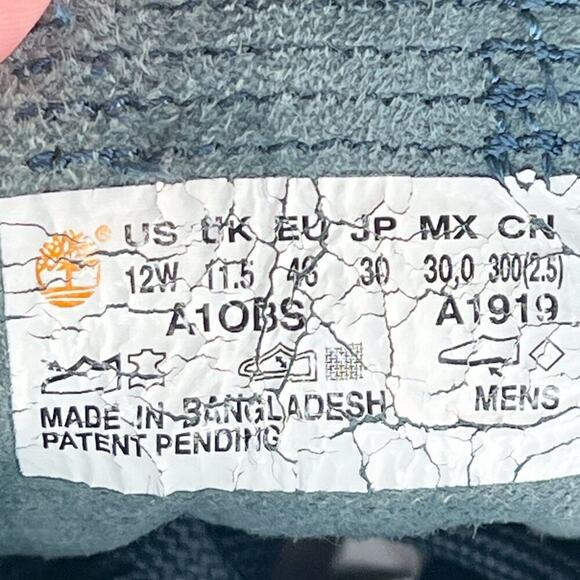 US UK EU JP MX CN
12W 11.5 46 30 30,0 300(2.5)
A1OBS A1919
MENS
MADE IN BANGLADESH
PATENT PENDING